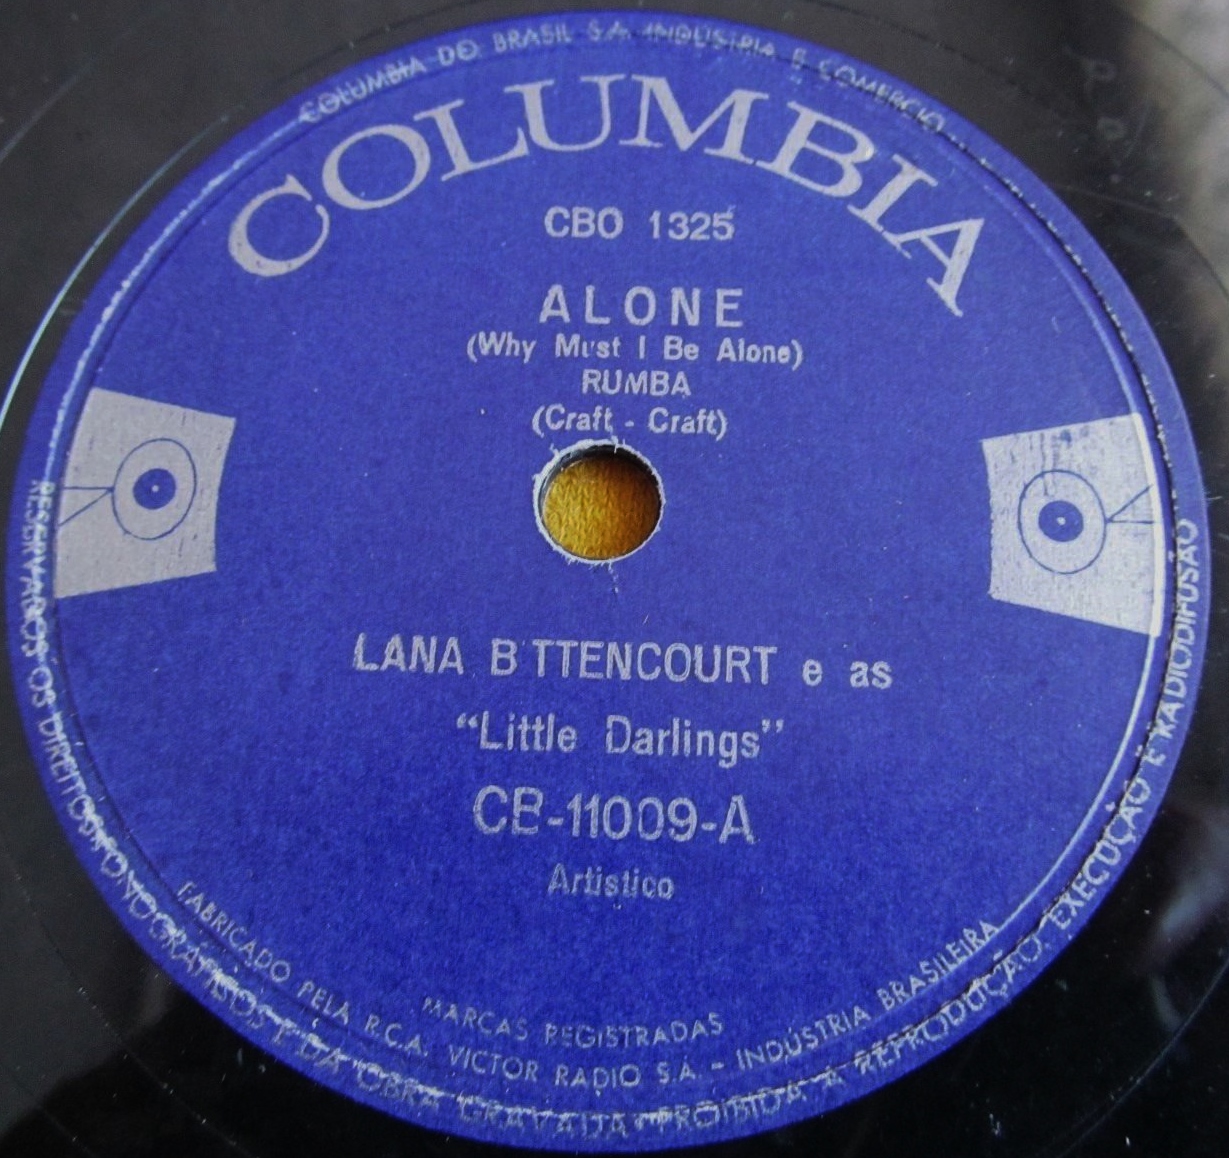 COLUMBIA DO BRASIL S.A. INDUSTRIA E COMERCIO
COLUMBIA
CBO 1325
ALONE
(Why Must I Be Alone)
RUMBA
(Craft - Craft)
LANA B TTENCOURT e as
"Little Darlings"
CB-11009-A
Artistico
MARCAS REGISTRADAS
FABRICADO PELA R.C.A. VICTOR RADIO S.A. - INDÚSTRIA BRASILEIRA
RESERVADOS OS DIREITOS FONOGRÁFICOS E DA OBRA GRAVADA. PROIBIDA A REPRODUÇÃO, EXECUÇÃO E RADIODIFUSÃO